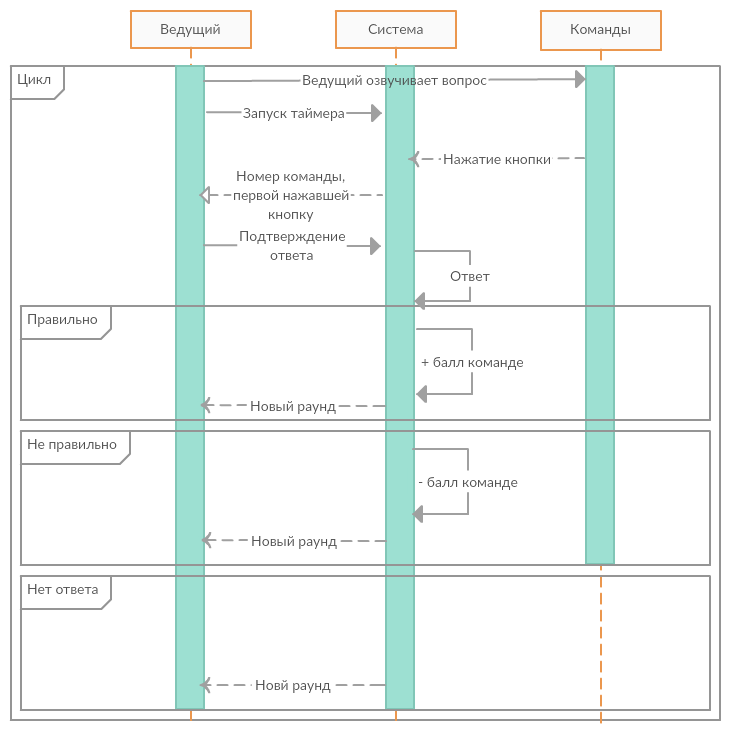 Ведущий
Система
Команды
Цикл
Ведущий озвучивает вопрос
Запуск таймера
Нажатие кнопки
Номер команды,
первой нажавшей
кнопку
Подтверждение
ответа
Ответ
Правильно
+ балл команде
Новый раунд
Не правильно
- балл команде
Новый раунд
Нет ответа
Новй раунд